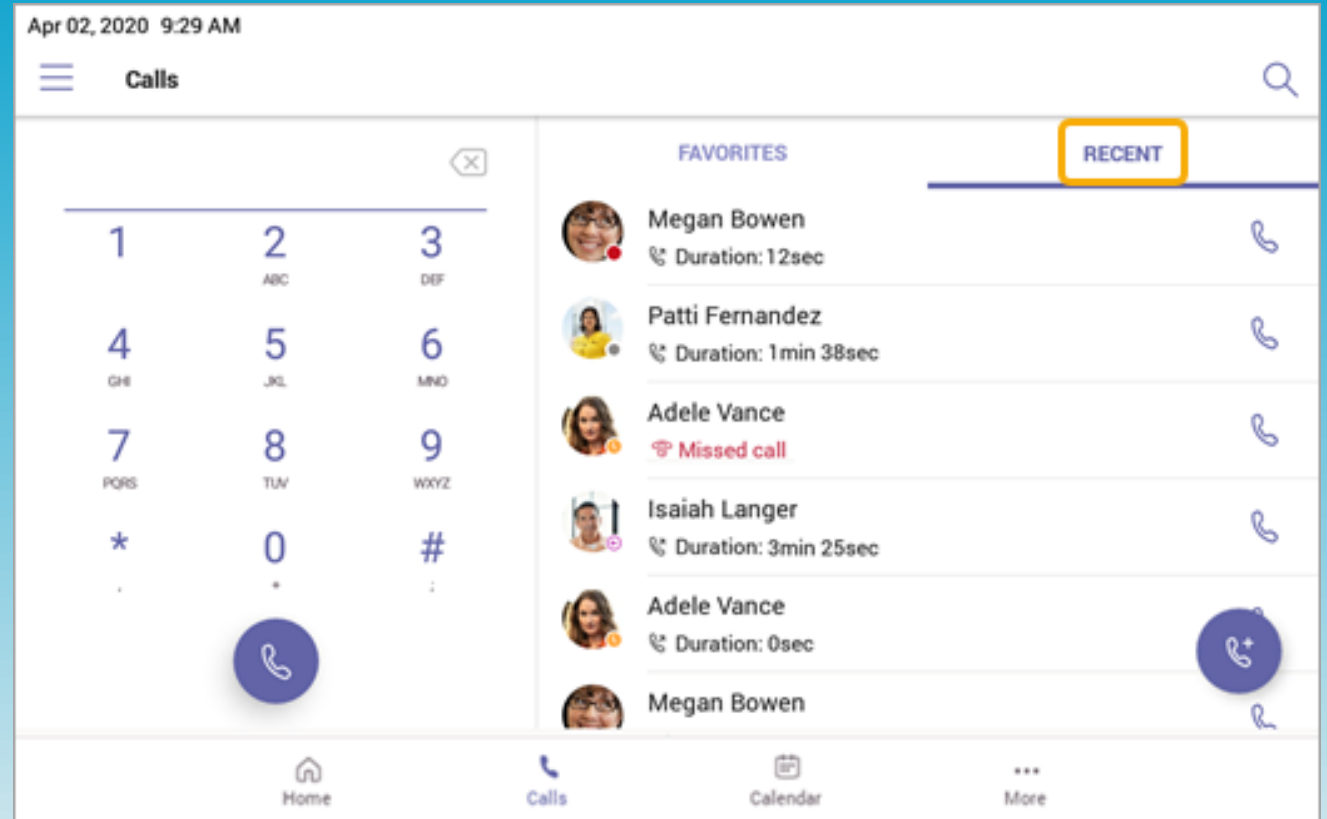 Apr 02, 2020 9:29 AM
Calls
1
2
ABC
3
DEF
4
GHI
5
JKL
6
MNO
7
PQRS
8
TUV
9
WXYZ
*
,
0
+
#
;
FAVORITES
RECENT
Megan Bowen
Duration: 12sec
Patti Fernandez
Duration: 1min 38sec
Adele Vance
Missed call
Isaiah Langer
Duration: 3min 25sec
Adele Vance
Duration: 0sec
Megan Bowen
Home
Calls
Calendar
More